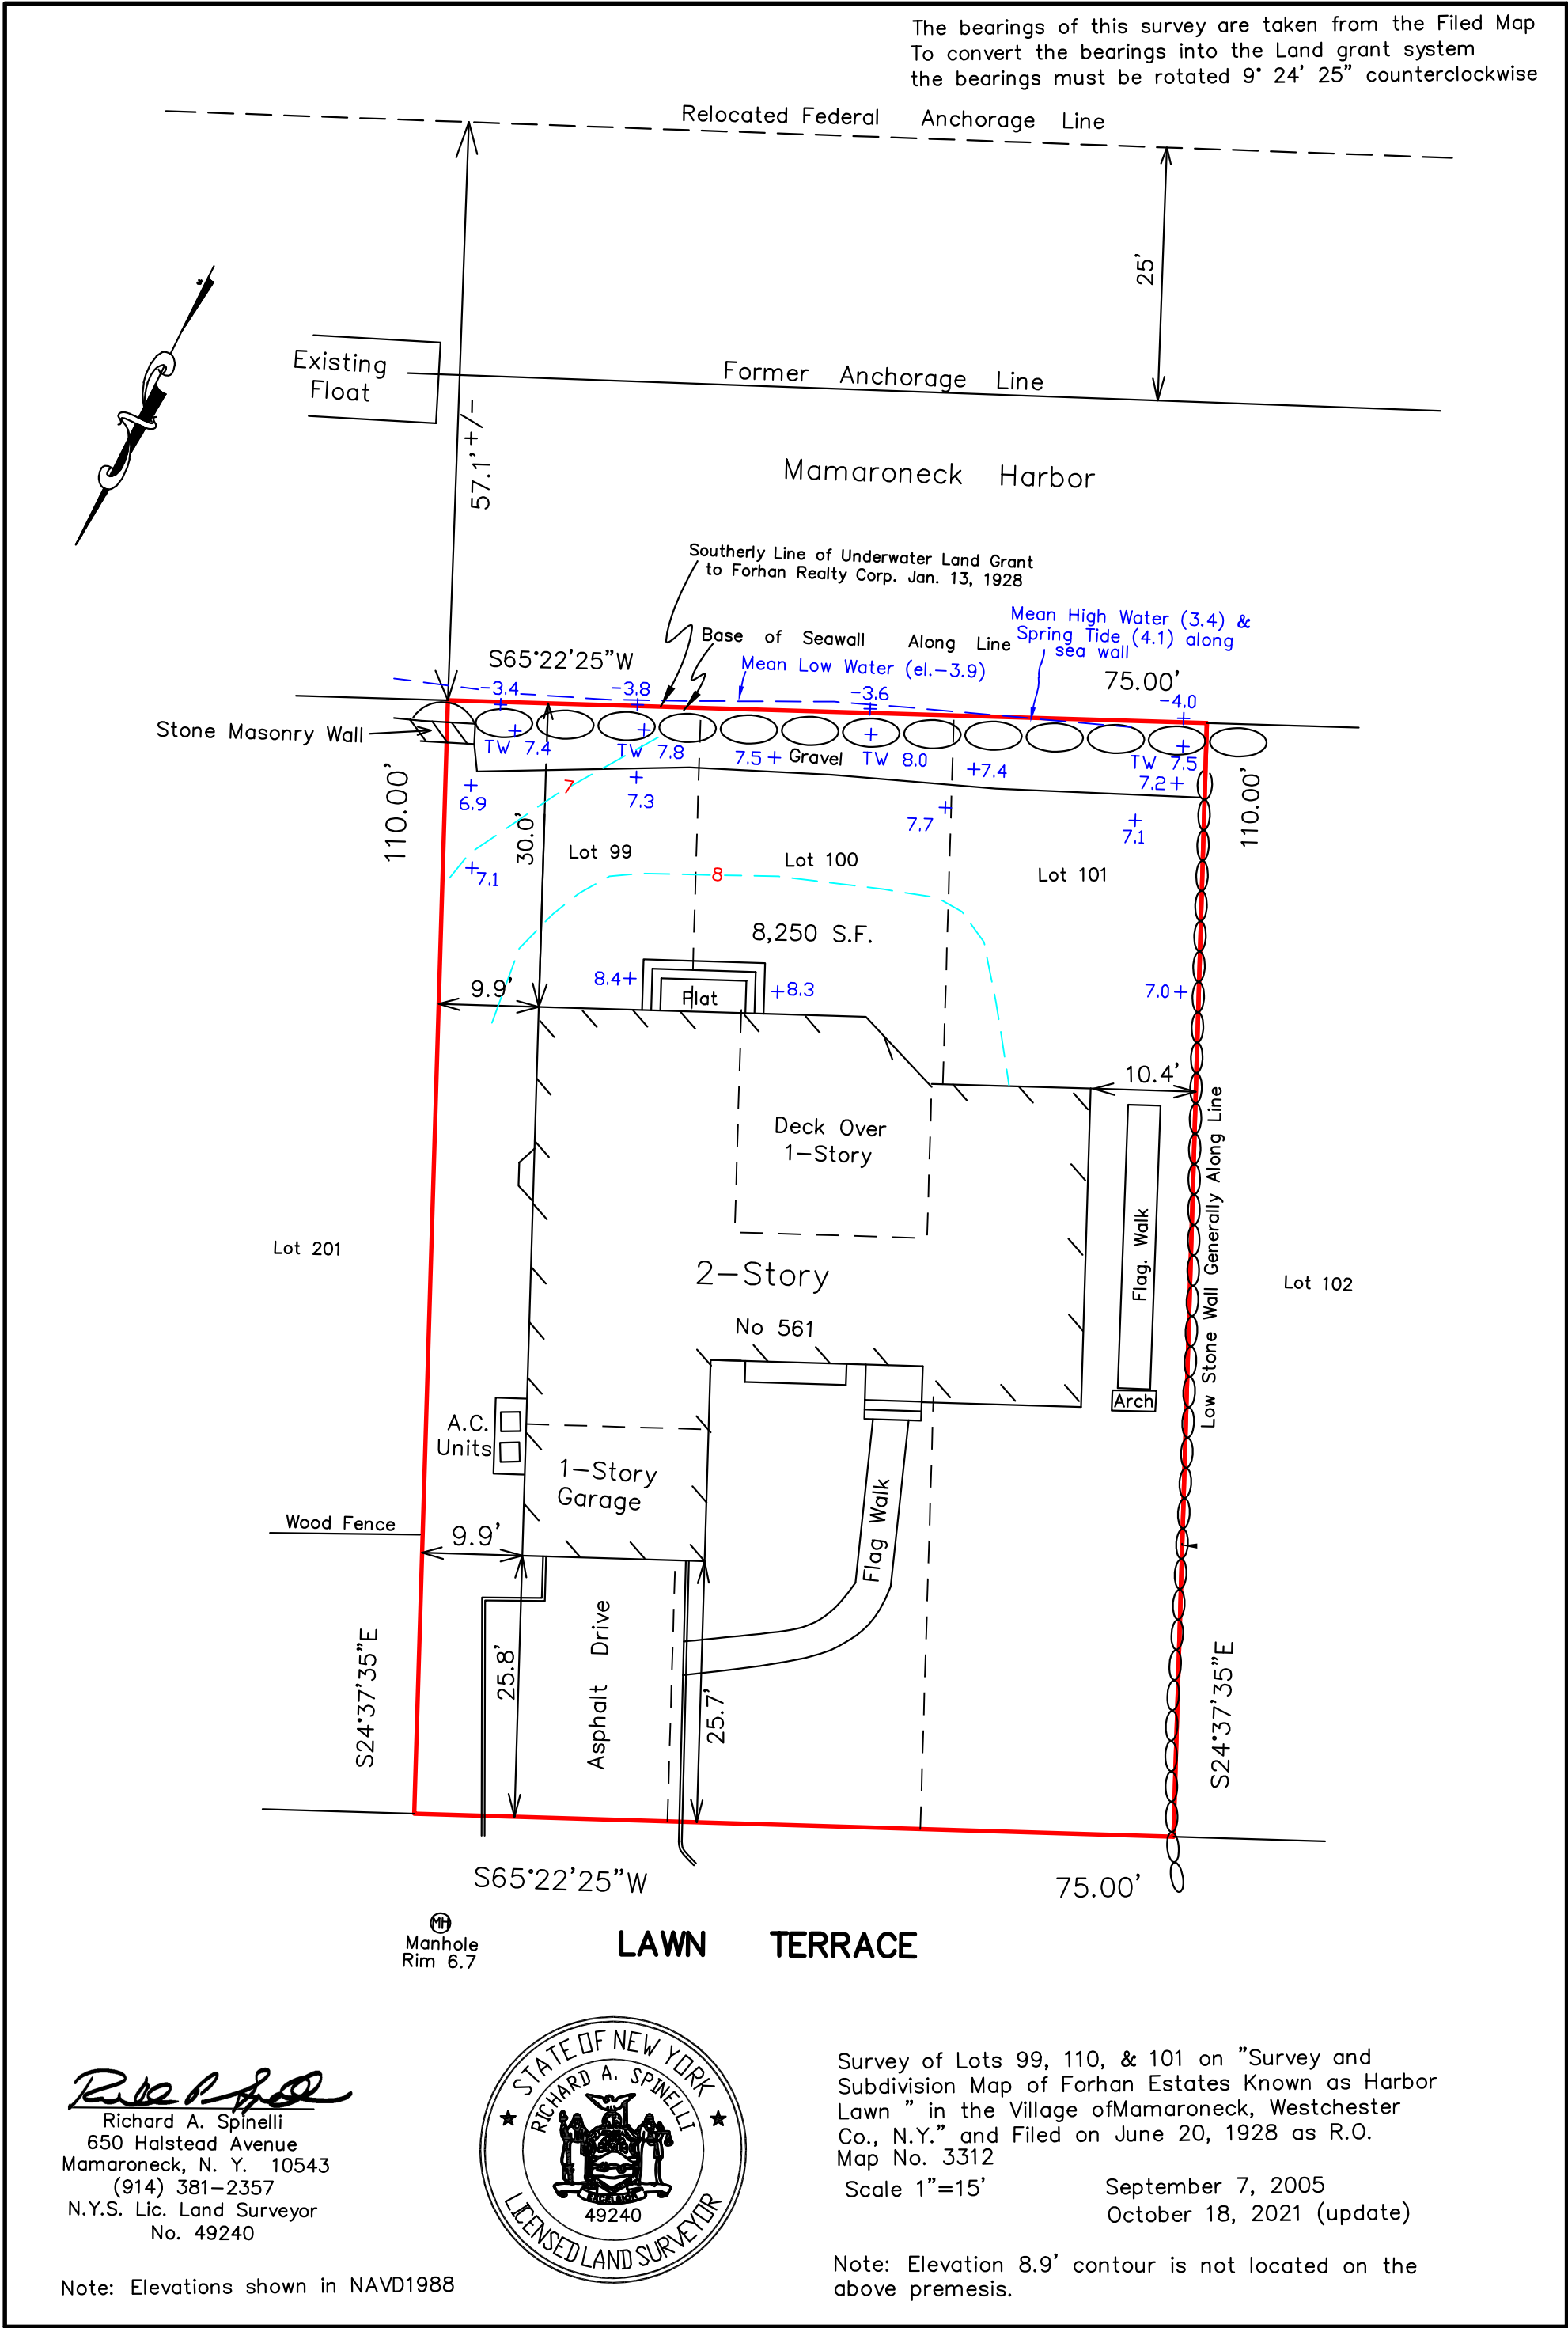 The bearings of this survey are taken from the Filed Map
To convert the bearings into the Land grant system
the bearings must be rotated 9° 24' 25" counterclockwise
Relocated Federal Anchorage Line
25'
Existing
Float
Former Anchorage Line
57.1'+/-
Mamaroneck Harbor
Southerly Line of Underwater Land Grant
to Forhan Realty Corp. Jan. 13, 1928
Mean High Water (3.4) &
Spring Tide (4.1) along
sea wall
Base of Seawall Along Line
S65°22'25"W
Mean Low Water (el.-3.9)
75.00'
-3.4
-3.8
-3.6
-4.0
Stone Masonry Wall
TW 7.4
TW 7.8
7.5
Gravel
TW 8.0
7.4
TW 7.5
7.2
110.00'
6.9
7
7.3
7.7
7.1
110.00'
30.0'
Lot 99
Lot 100
Lot 101
7.1
8
8,250 S.F.
8.4
Plat
8.3
7.0
9.9'
10.4'
Deck Over
1-Story
Low Stone Wall Generally Along Line
Flag. Walk
Lot 201
2-Story
Lot 102
No 561
Arch
A.C.
Units
1-Story
Garage
Flag Walk
Wood Fence
9.9'
Asphalt Drive
25.8'
25.7'
S24°37'35"E
S24°37'35"E
S65°22'25"W
75.00'
MH
Manhole
Rim 6.7
LAWN TERRACE
Richard A. Spinelli
650 Halstead Avenue
Mamaroneck, N. Y. 10543
(914) 381-2357
N.Y.S. Lic. Land Surveyor
No. 49240
Note: Elevations shown in NAVD1988
STATE OF NEW YORK
RICHARD A. SPINELLI
EXCELSIOR
49240
LICENSED LAND SURVEYOR
Survey of Lots 99, 110, & 101 on "Survey and
Subdivision Map of Forhan Estates Known as Harbor
Lawn " in the Village ofMamaroneck, Westchester
Co., N.Y." and Filed on June 20, 1928 as R.O.
Map No. 3312
Scale 1"=15'
September 7, 2005
October 18, 2021 (update)
Note: Elevation 8.9' contour is not located on the
above premesis.